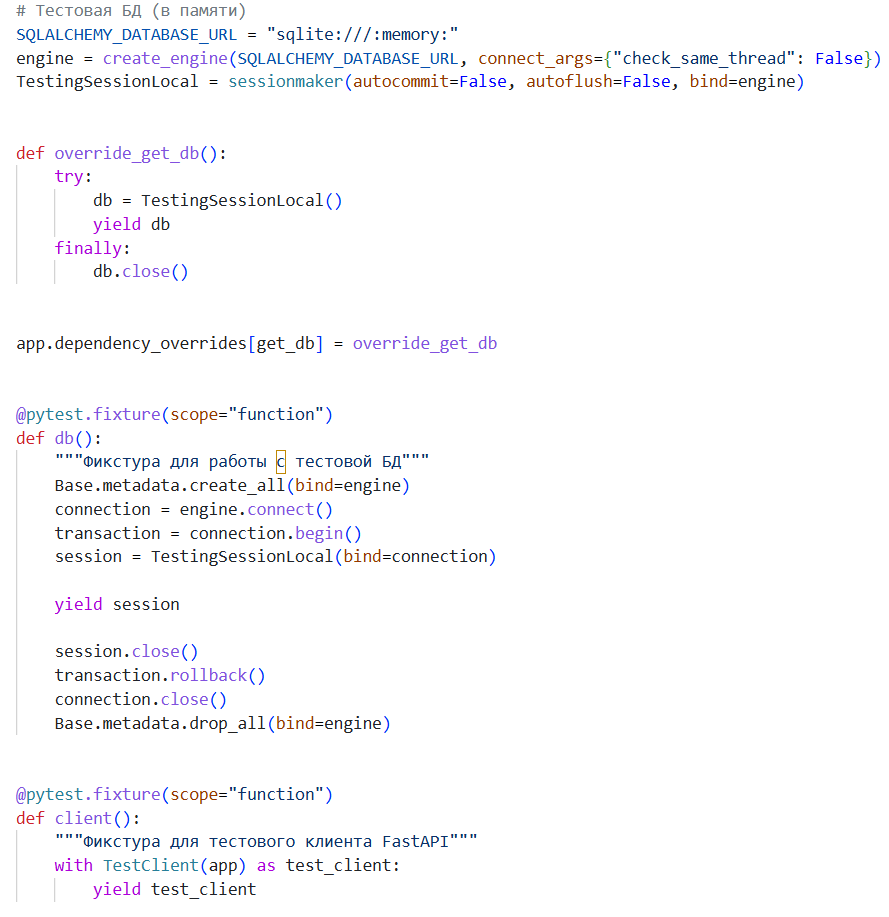 # Тестовая БД (в памяти)
SQLALCHEMY_DATABASE_URL = "sqlite:///:memory:"
engine = create_engine(SQLALCHEMY_DATABASE_URL, connect_args={"check_same_thread": False})
TestingSessionLocal = sessionmaker(autocommit=False, autoflush=False, bind=engine)
def override_get_db():
    try:
        db = TestingSessionLocal()
        yield db
    finally:
        db.close()
app.dependency_overrides[get_db] = override_get_db
@pytest.fixture(scope="function")
def db():
    """Фикстура для работы с тестовой БД"""
    Base.metadata.create_all(bind=engine)
    connection = engine.connect()
    transaction = connection.begin()
    session = TestingSessionLocal(bind=connection)
    yield session
    session.close()
    transaction.rollback()
    connection.close()
    Base.metadata.drop_all(bind=engine)
@pytest.fixture(scope="function")
def client():
    """Фикстура для тестового клиента FastAPI"""
    with TestClient(app) as test_client:
        yield test_client